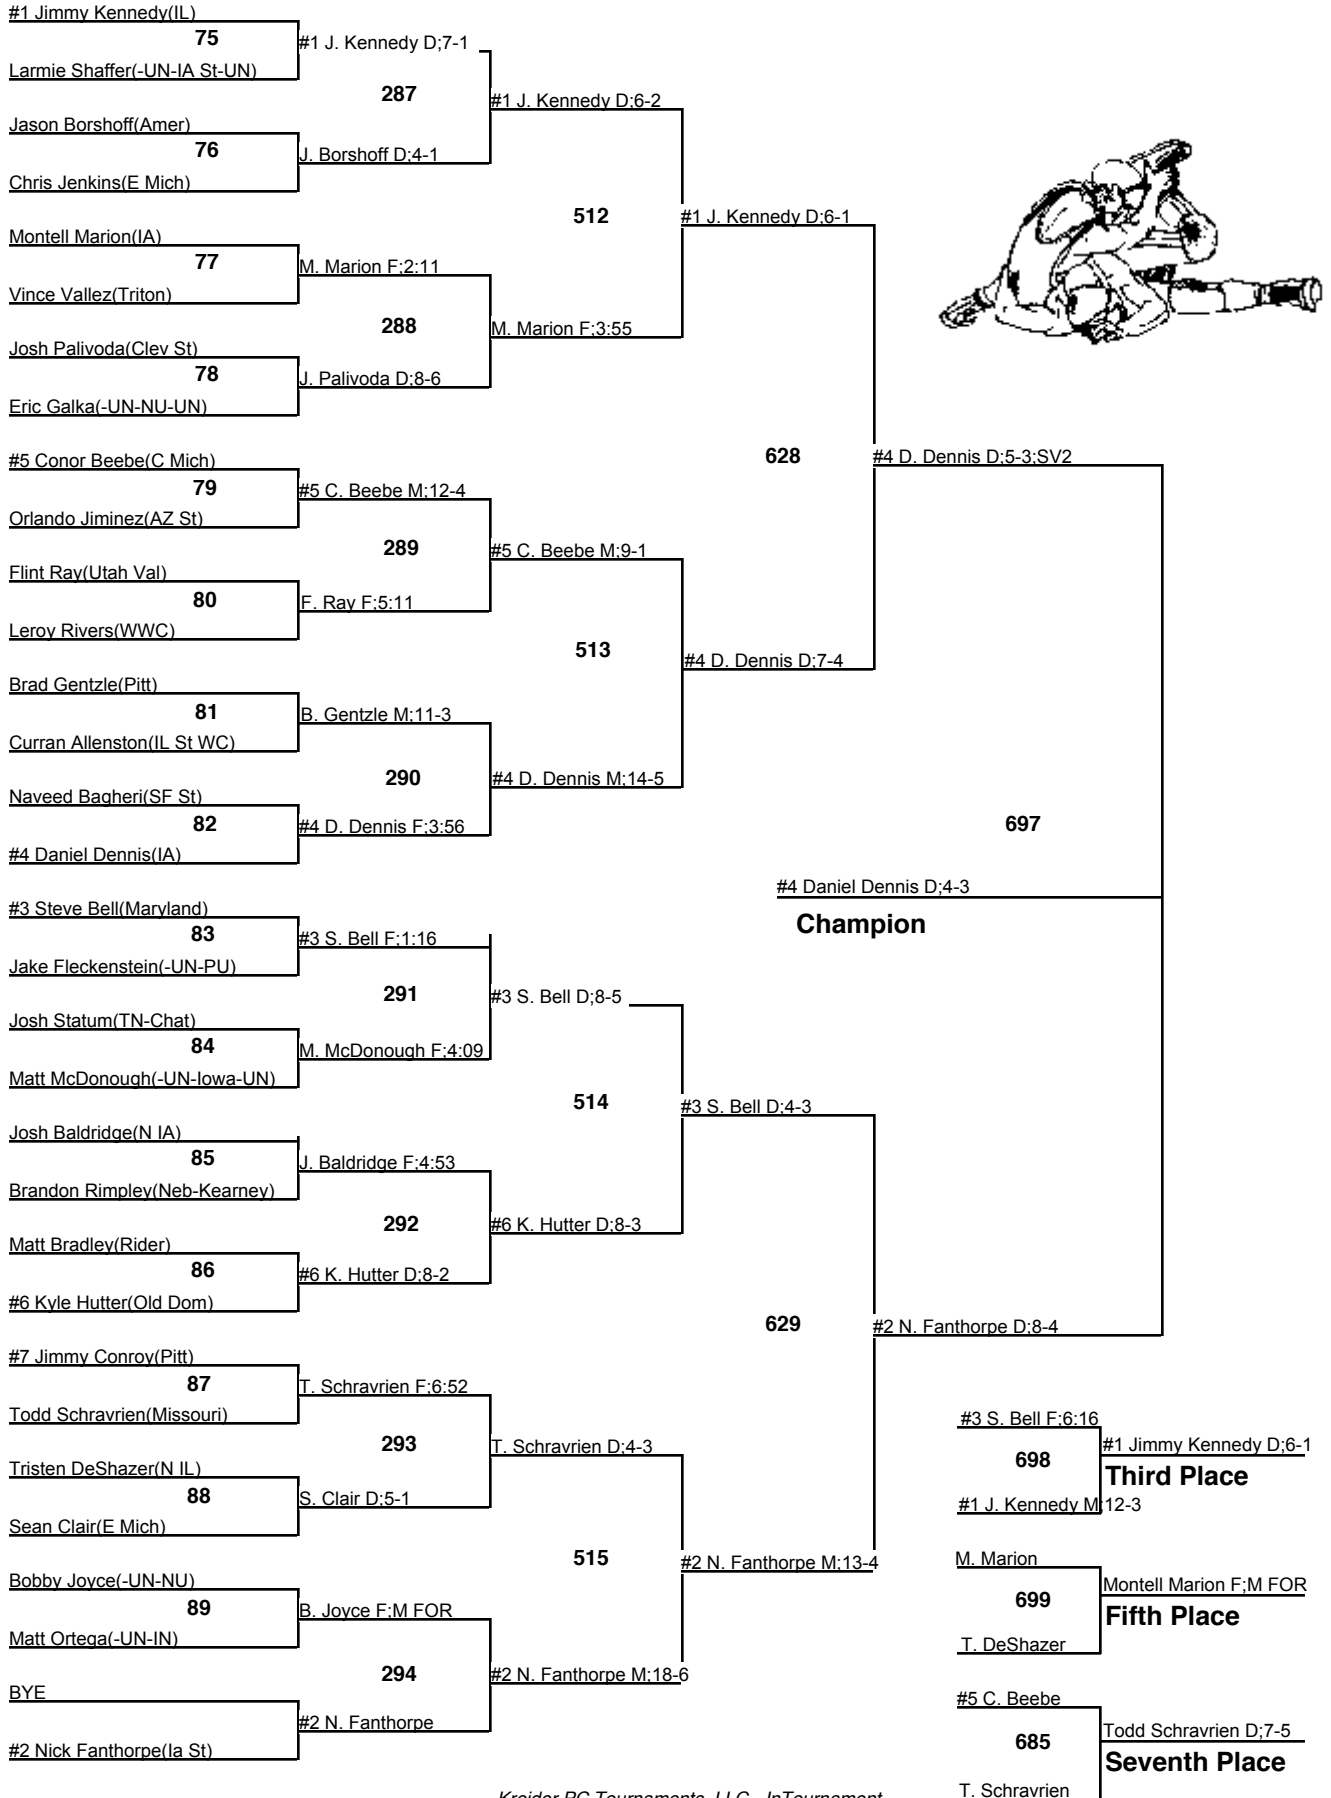 #1 Jimmy Kennedy(IL)
75
#1 J. Kennedy D;7-1
Larmie Shaffer(-UN-IA St-UN)
287
#1 J. Kennedy D;6-2
Jason Borshoff(Amer)
76
J. Borshoff D;4-1
Chris Jenkins(E Mich)
512
#1 J. Kennedy D;6-1
Montell Marion(IA)
77
M. Marion F;2:11
Vince Vallez(Triton)
288
M. Marion F;3:55
Josh Palivoda(Clev St)
78
J. Palivoda D;8-6
Eric Galka(-UN-NU-UN)
628
#4 D. Dennis D;5-3;SV2
#5 Conor Beebe(C Mich)
79
#5 C. Beebe M;12-4
Orlando Jiminez(AZ St)
289
#5 C. Beebe M;9-1
Flint Ray(Utah Val)
80
F. Ray F;5:11
Leroy Rivers(WWC)
513
#4 D. Dennis D;7-4
Brad Gentzle(Pitt)
81
B. Gentzle M;11-3
Curran Allenston(IL St WC)
290
#4 D. Dennis M;14-5
Naveed Bagheri(SF St)
82
#4 D. Dennis F;3:56
#4 Daniel Dennis(IA)
697
#4 Daniel Dennis D;4-3
Champion
#3 Steve Bell(Maryland)
83
#3 S. Bell F;1:16
Jake Fleckenstein(-UN-PU)
291
#3 S. Bell D;8-5
Josh Statum(TN-Chat)
84
M. McDonough F;4:09
Matt McDonough(-UN-Iowa-UN)
514
#3 S. Bell D;4-3
Josh Baldridge(N IA)
85
J. Baldridge F;4:53
Brandon Rimpley(Neb-Kearney)
292
#6 K. Hutter D;8-3
Matt Bradley(Rider)
86
#6 K. Hutter D;8-2
#6 Kyle Hutter(Old Dom)
629
#2 N. Fanthorpe D;8-4
#7 Jimmy Conroy(Pitt)
87
T. Schravrien F;6:52
Todd Schravrien(Missouri)
293
T. Schravrien D;4-3
Tristen DeShazer(N IL)
88
S. Clair D;5-1
Sean Clair(E Mich)
515
#2 N. Fanthorpe M;13-4
Bobby Joyce(-UN-NU)
89
B. Joyce F;M FOR
Matt Ortega(-UN-IN)
294
#2 N. Fanthorpe M;18-6
BYE
#2 N. Fanthorpe
#2 Nick Fanthorpe(Ia St)
#3 S. Bell F;6:16
698
#1 Jimmy Kennedy D;6-1
Third Place
#1 J. Kennedy M;12-3
M. Marion
699
Montell Marion F;M FOR
Fifth Place
T. DeShazer
#5 C. Beebe
685
Todd Schravrien D;7-5
Seventh Place
T. Schravrien
Kreider PC Tournaments, LLC - InTournament